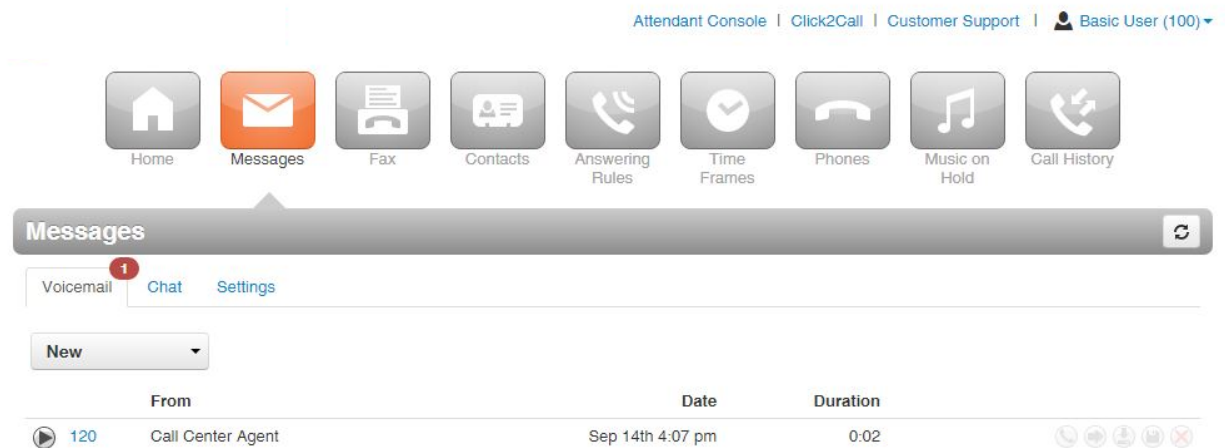 Attendant Console | Click2Call | Customer Support | Basic User (100)
Home Messages Fax Contacts Answering Rules Time Frames Phones Music on Hold Call History
Messages
Voicemail 1 Chat Settings
New
From Date Duration
120 Call Center Agent Sep 14th 4:07 pm 0:02